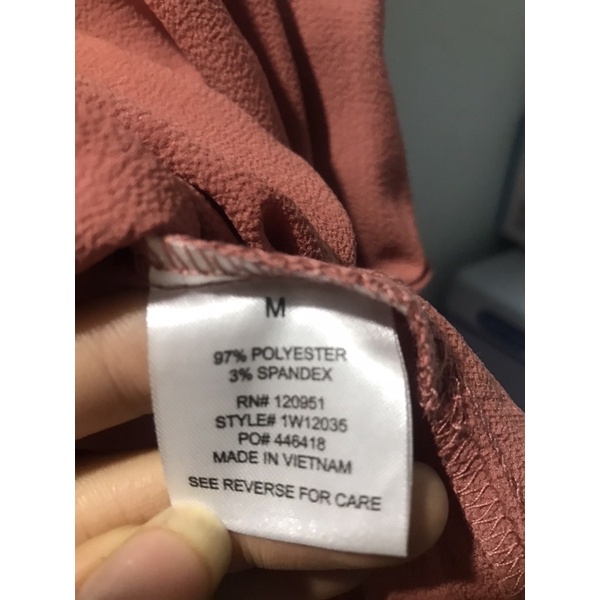 M
97% POLYESTER
3% SPANDEX
RN# 120951
STYLE# 1W12035
PO# 446418
MADE IN VIETNAM
SEE REVERSE FOR CARE